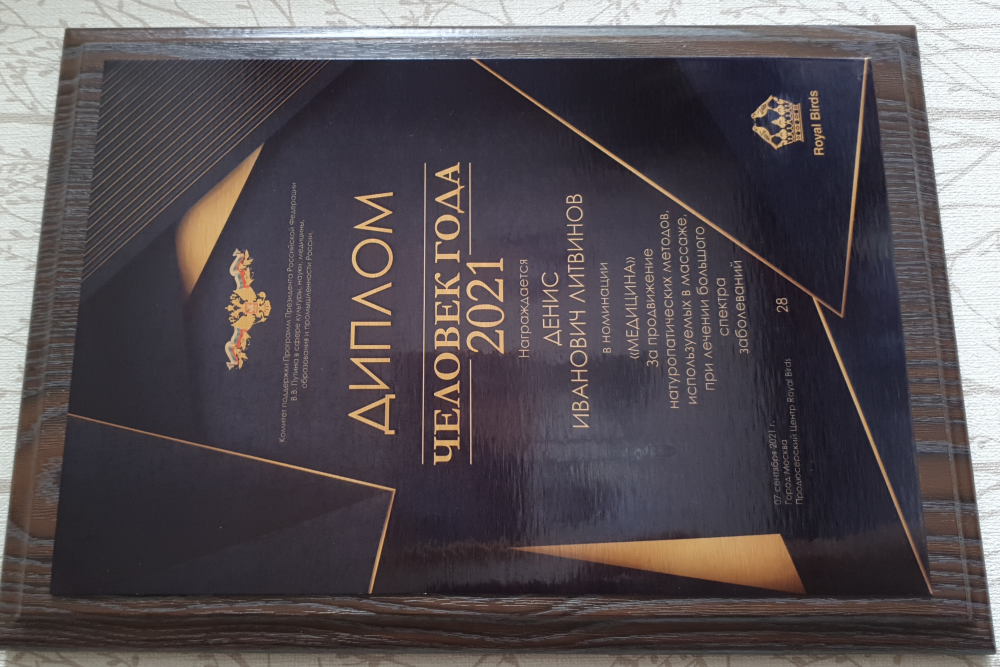 Комитет поддержки Программ Президента Российской Федерации
В.В. Путина в сфере культуры, науки, медицины,
образования и промышленности России.
ДИПЛОМ
ЧЕЛОВЕК ГОДА
2021
Награждается
ДЕНИС
ИВАНОВИЧ ЛИТВИНОВ
в номинации
«МЕДИЦИНА»
За продвижение
натуропатических методов,
используемых в массаже,
при лечении большого
спектра
заболеваний
28
07 сентября 2021 г.
Город Москва
Продюсерский Центр Royal Birds
Royal Birds